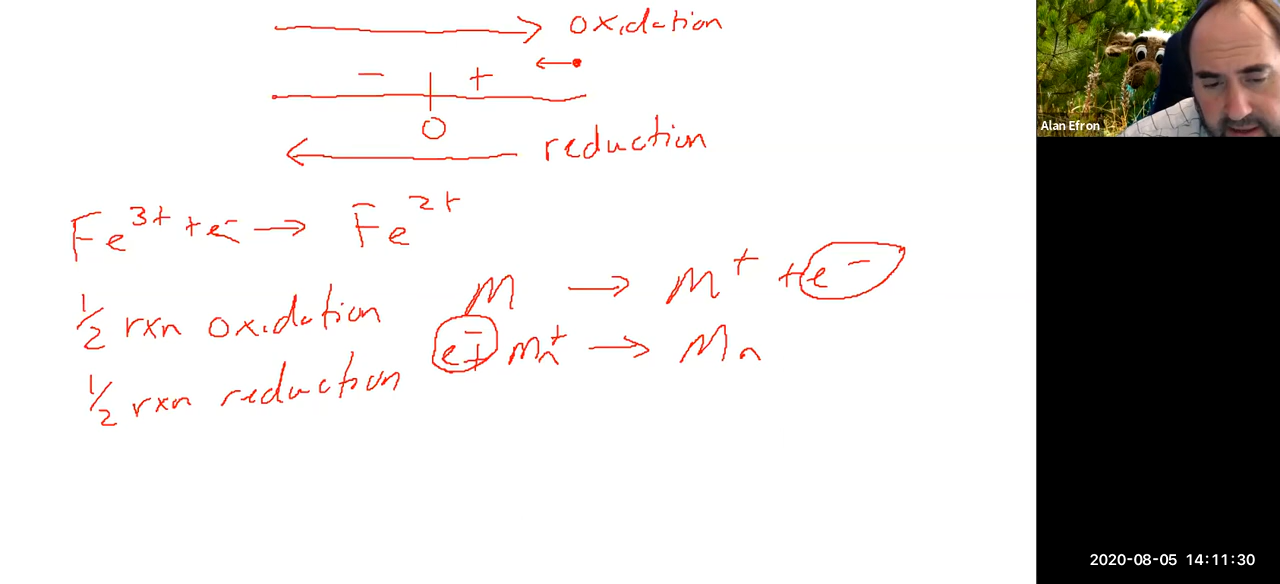 oxidation
− +
0
reduction
Fe³⁺ + e⁻ → Fe²⁺
½ rxn oxidation M → M⁺ + e⁻
½ rxn reduction e⁻ + Mn⁺ → Mn
Alan Efron
2020-08-05 14:11:30